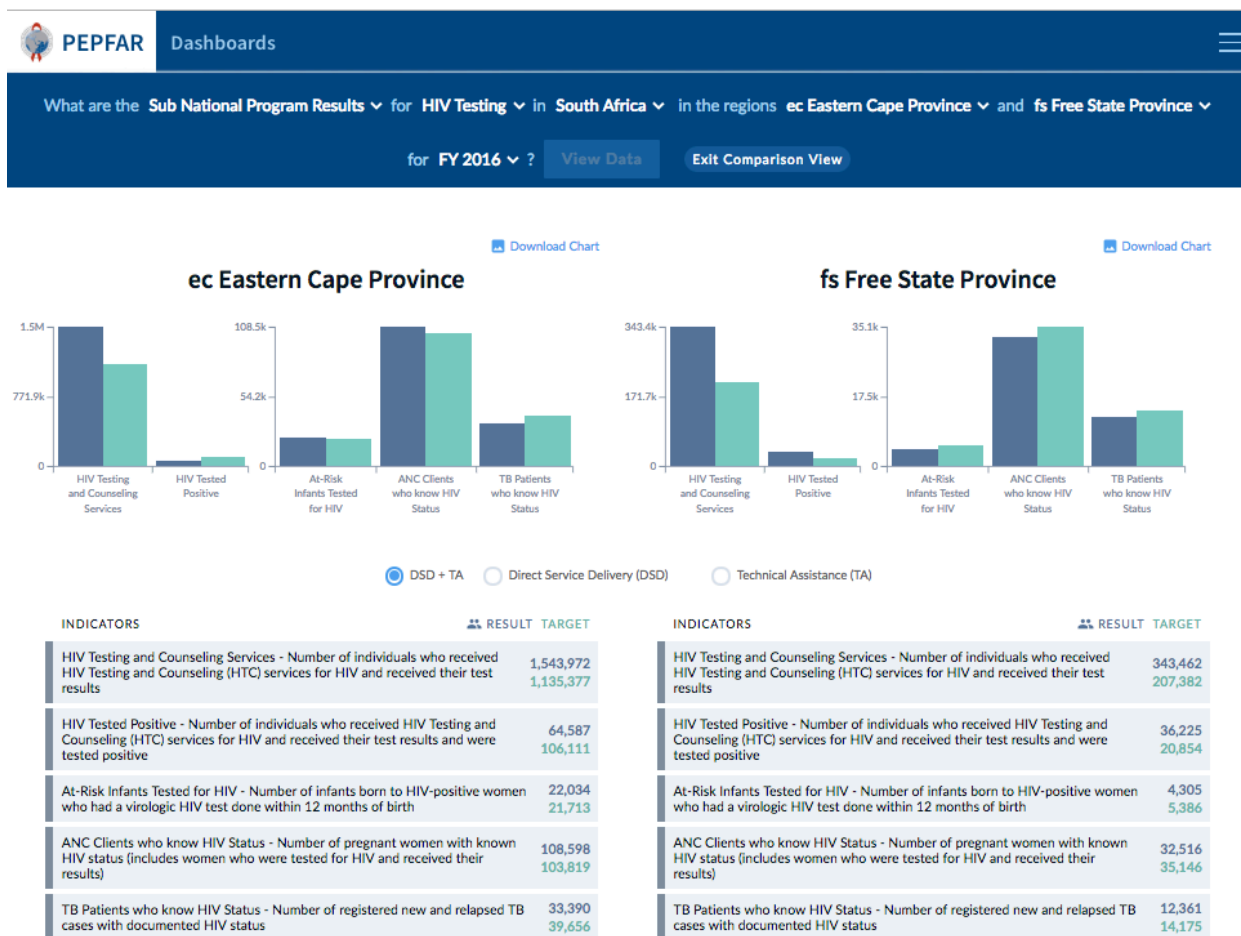 PEPFAR Dashboards
What are the Sub National Program Results for HIV Testing in South Africa in the regions ec Eastern Cape Province and fs Free State Province
for FY 2016 ? View Data Exit Comparison View
Download Chart
ec Eastern Cape Province
1.5M
771.9k
0
HIV Testing
and Counseling
Services
HIV Tested
Positive
108.5k
54.2k
0
At-Risk
Infants Tested
for HIV
ANC Clients
who know HIV
Status
TB Patients
who know HIV
Status
Download Chart
fs Free State Province
343.4k
171.7k
0
HIV Testing
and Counseling
Services
HIV Tested
Positive
35.1k
17.5k
0
At-Risk
Infants Tested
for HIV
ANC Clients
who know HIV
Status
TB Patients
who know HIV
Status
DSD + TA Direct Service Delivery (DSD) Technical Assistance (TA)
INDICATORS RESULT TARGET
HIV Testing and Counseling Services - Number of individuals who received
HIV Testing and Counseling (HTC) services for HIV and received their test
results
1,543,972
1,135,377
HIV Tested Positive - Number of individuals who received HIV Testing and
Counseling (HTC) services for HIV and received their test results and were
tested positive
64,587
106,111
At-Risk Infants Tested for HIV - Number of infants born to HIV-positive women
who had a virologic HIV test done within 12 months of birth
22,034
21,713
ANC Clients who know HIV Status - Number of pregnant women with known
HIV status (includes women who were tested for HIV and received their
results)
108,598
103,819
TB Patients who know HIV Status - Number of registered new and relapsed TB
cases with documented HIV status
33,390
39,656
INDICATORS RESULT TARGET
HIV Testing and Counseling Services - Number of individuals who received
HIV Testing and Counseling (HTC) services for HIV and received their test
results
343,462
207,382
HIV Tested Positive - Number of individuals who received HIV Testing and
Counseling (HTC) services for HIV and received their test results and were
tested positive
36,225
20,854
At-Risk Infants Tested for HIV - Number of infants born to HIV-positive women
who had a virologic HIV test done within 12 months of birth
4,305
5,386
ANC Clients who know HIV Status - Number of pregnant women with known
HIV status (includes women who were tested for HIV and received their
results)
32,516
35,146
TB Patients who know HIV Status - Number of registered new and relapsed TB
cases with documented HIV status
12,361
14,175